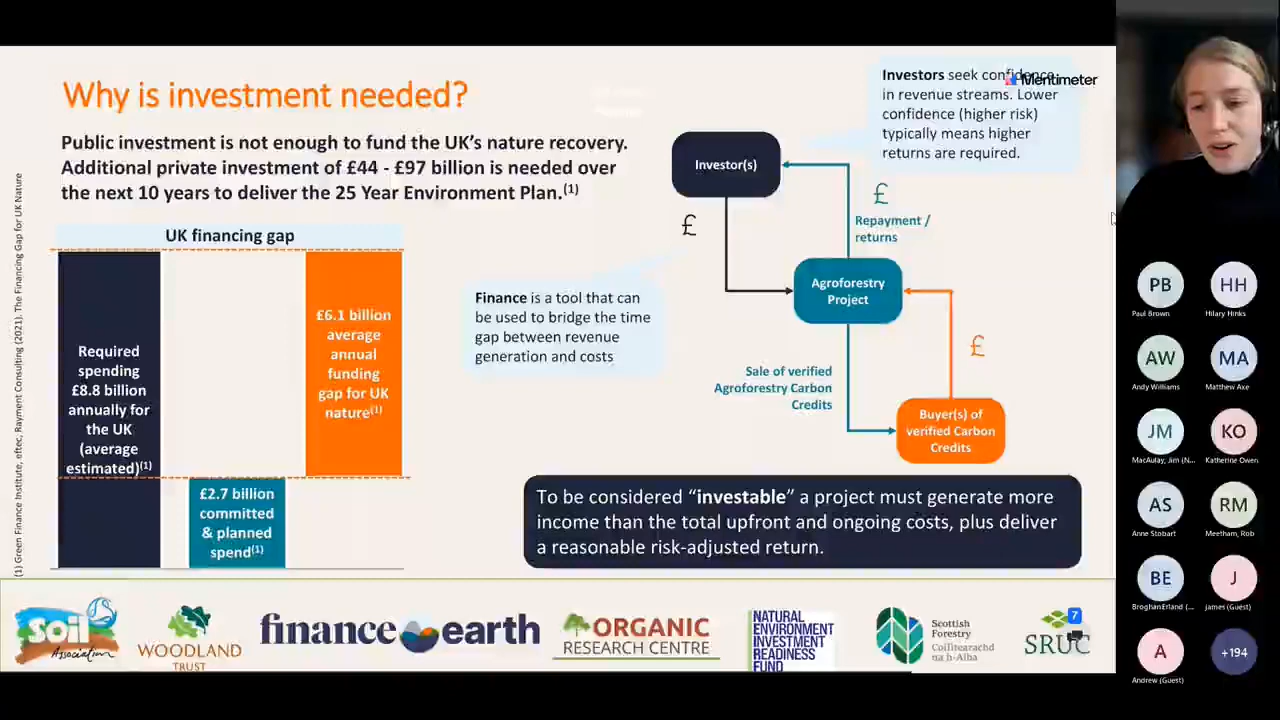 Why is investment needed?
Public investment is not enough to fund the UK's nature recovery.
Additional private investment of £44 - £97 billion is needed over
the next 10 years to deliver the 25 Year Environment Plan.(1)
UK financing gap
Required
spending
£8.8 billion
annually for
the UK
(average
estimated)(1)
£2.7 billion
committed
& planned
spend(1)
£6.1 billion
average
annual
funding
gap for UK
nature(1)
(1) Green Finance Institute, eftec, Rayment Consulting (2021). The Financing Gap for UK Nature
Finance is a tool that can
be used to bridge the time
gap between revenue
generation and costs
Investors seek confidence
in revenue streams. Lower
confidence (higher risk)
typically means higher
returns are required.
Mentimeter
Investor(s)
£
£
Repayment /
returns
Agroforestry
Project
£
Sale of verified
Agroforestry Carbon
Credits
Buyer(s) of
verified Carbon
Credits
To be considered "investable" a project must generate more
income than the total upfront and ongoing costs, plus deliver
a reasonable risk-adjusted return.
Soil
Association
WOODLAND
TRUST
finance earth
ORGANIC
RESEARCH CENTRE
NATURAL
ENVIRONMENT
INVESTMENT
READINESS
FUND
Scottish
Forestry
Coilltearachd
na h-Alba
SRUC
7
PB
Paul Brown
HH
Hilary Hinks
AW
Andy Williams
MA
Matthew Axe
JM
MacAulay, Jim (N...
KO
Katherine Owen
AS
Anne Stobart
RM
Meetham, Rob
BE
BroghanErland (...
J
james (Guest)
A
Andrew (Guest)
+194